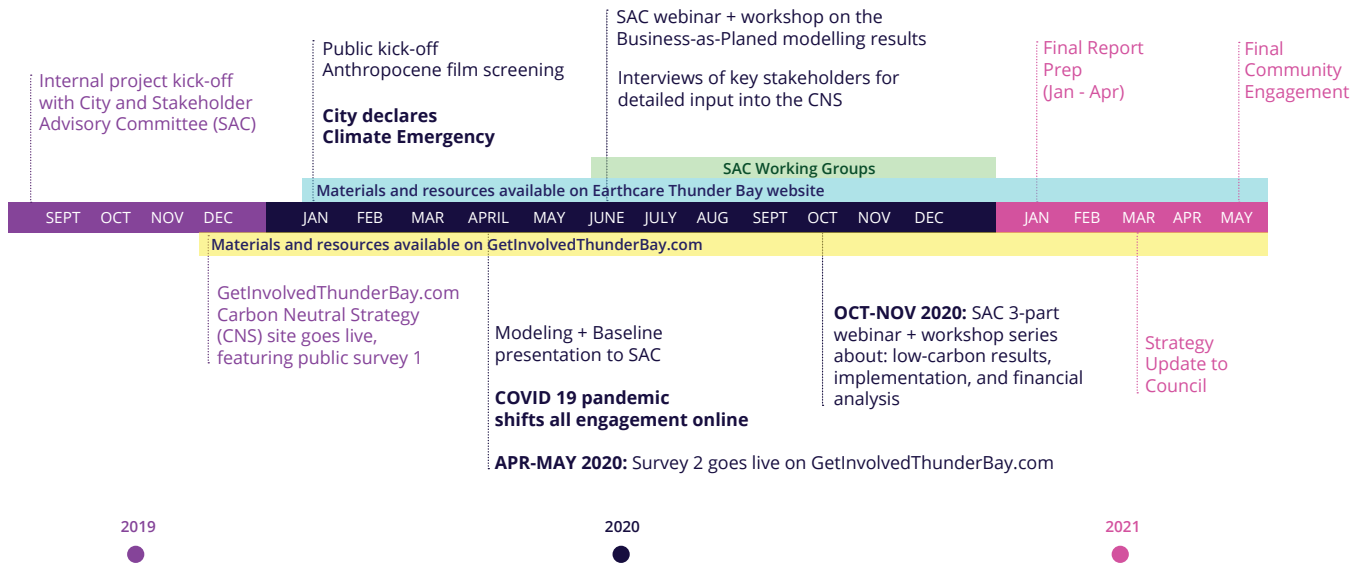 Internal project kick-off
with City and Stakeholder
Advisory Committee (SAC)
Public kick-off
Anthropocene film screening
City declares
Climate Emergency
SAC webinar + workshop on the
Business-as-Planed modelling results
Interviews of key stakeholders for
detailed input into the CNS
Final Report
Prep
(Jan - Apr)
Final
Community
Engagement
SAC Working Groups
Materials and resources available on Earthcare Thunder Bay website
SEPT OCT NOV DEC JAN FEB MAR APRIL MAY JUNE JULY AUG SEPT OCT NOV DEC JAN FEB MAR APR MAY
Materials and resources available on GetInvolvedThunderBay.com
GetInvolvedThunderBay.com
Carbon Neutral Strategy
(CNS) site goes live,
featuring public survey 1
Modeling + Baseline
presentation to SAC
COVID 19 pandemic
shifts all engagement online
APR-MAY 2020: Survey 2 goes live on GetInvolvedThunderBay.com
OCT-NOV 2020: SAC 3-part
webinar + workshop series
about: low-carbon results,
implementation, and financial
analysis
Strategy
Update to
Council
2019 2020 2021